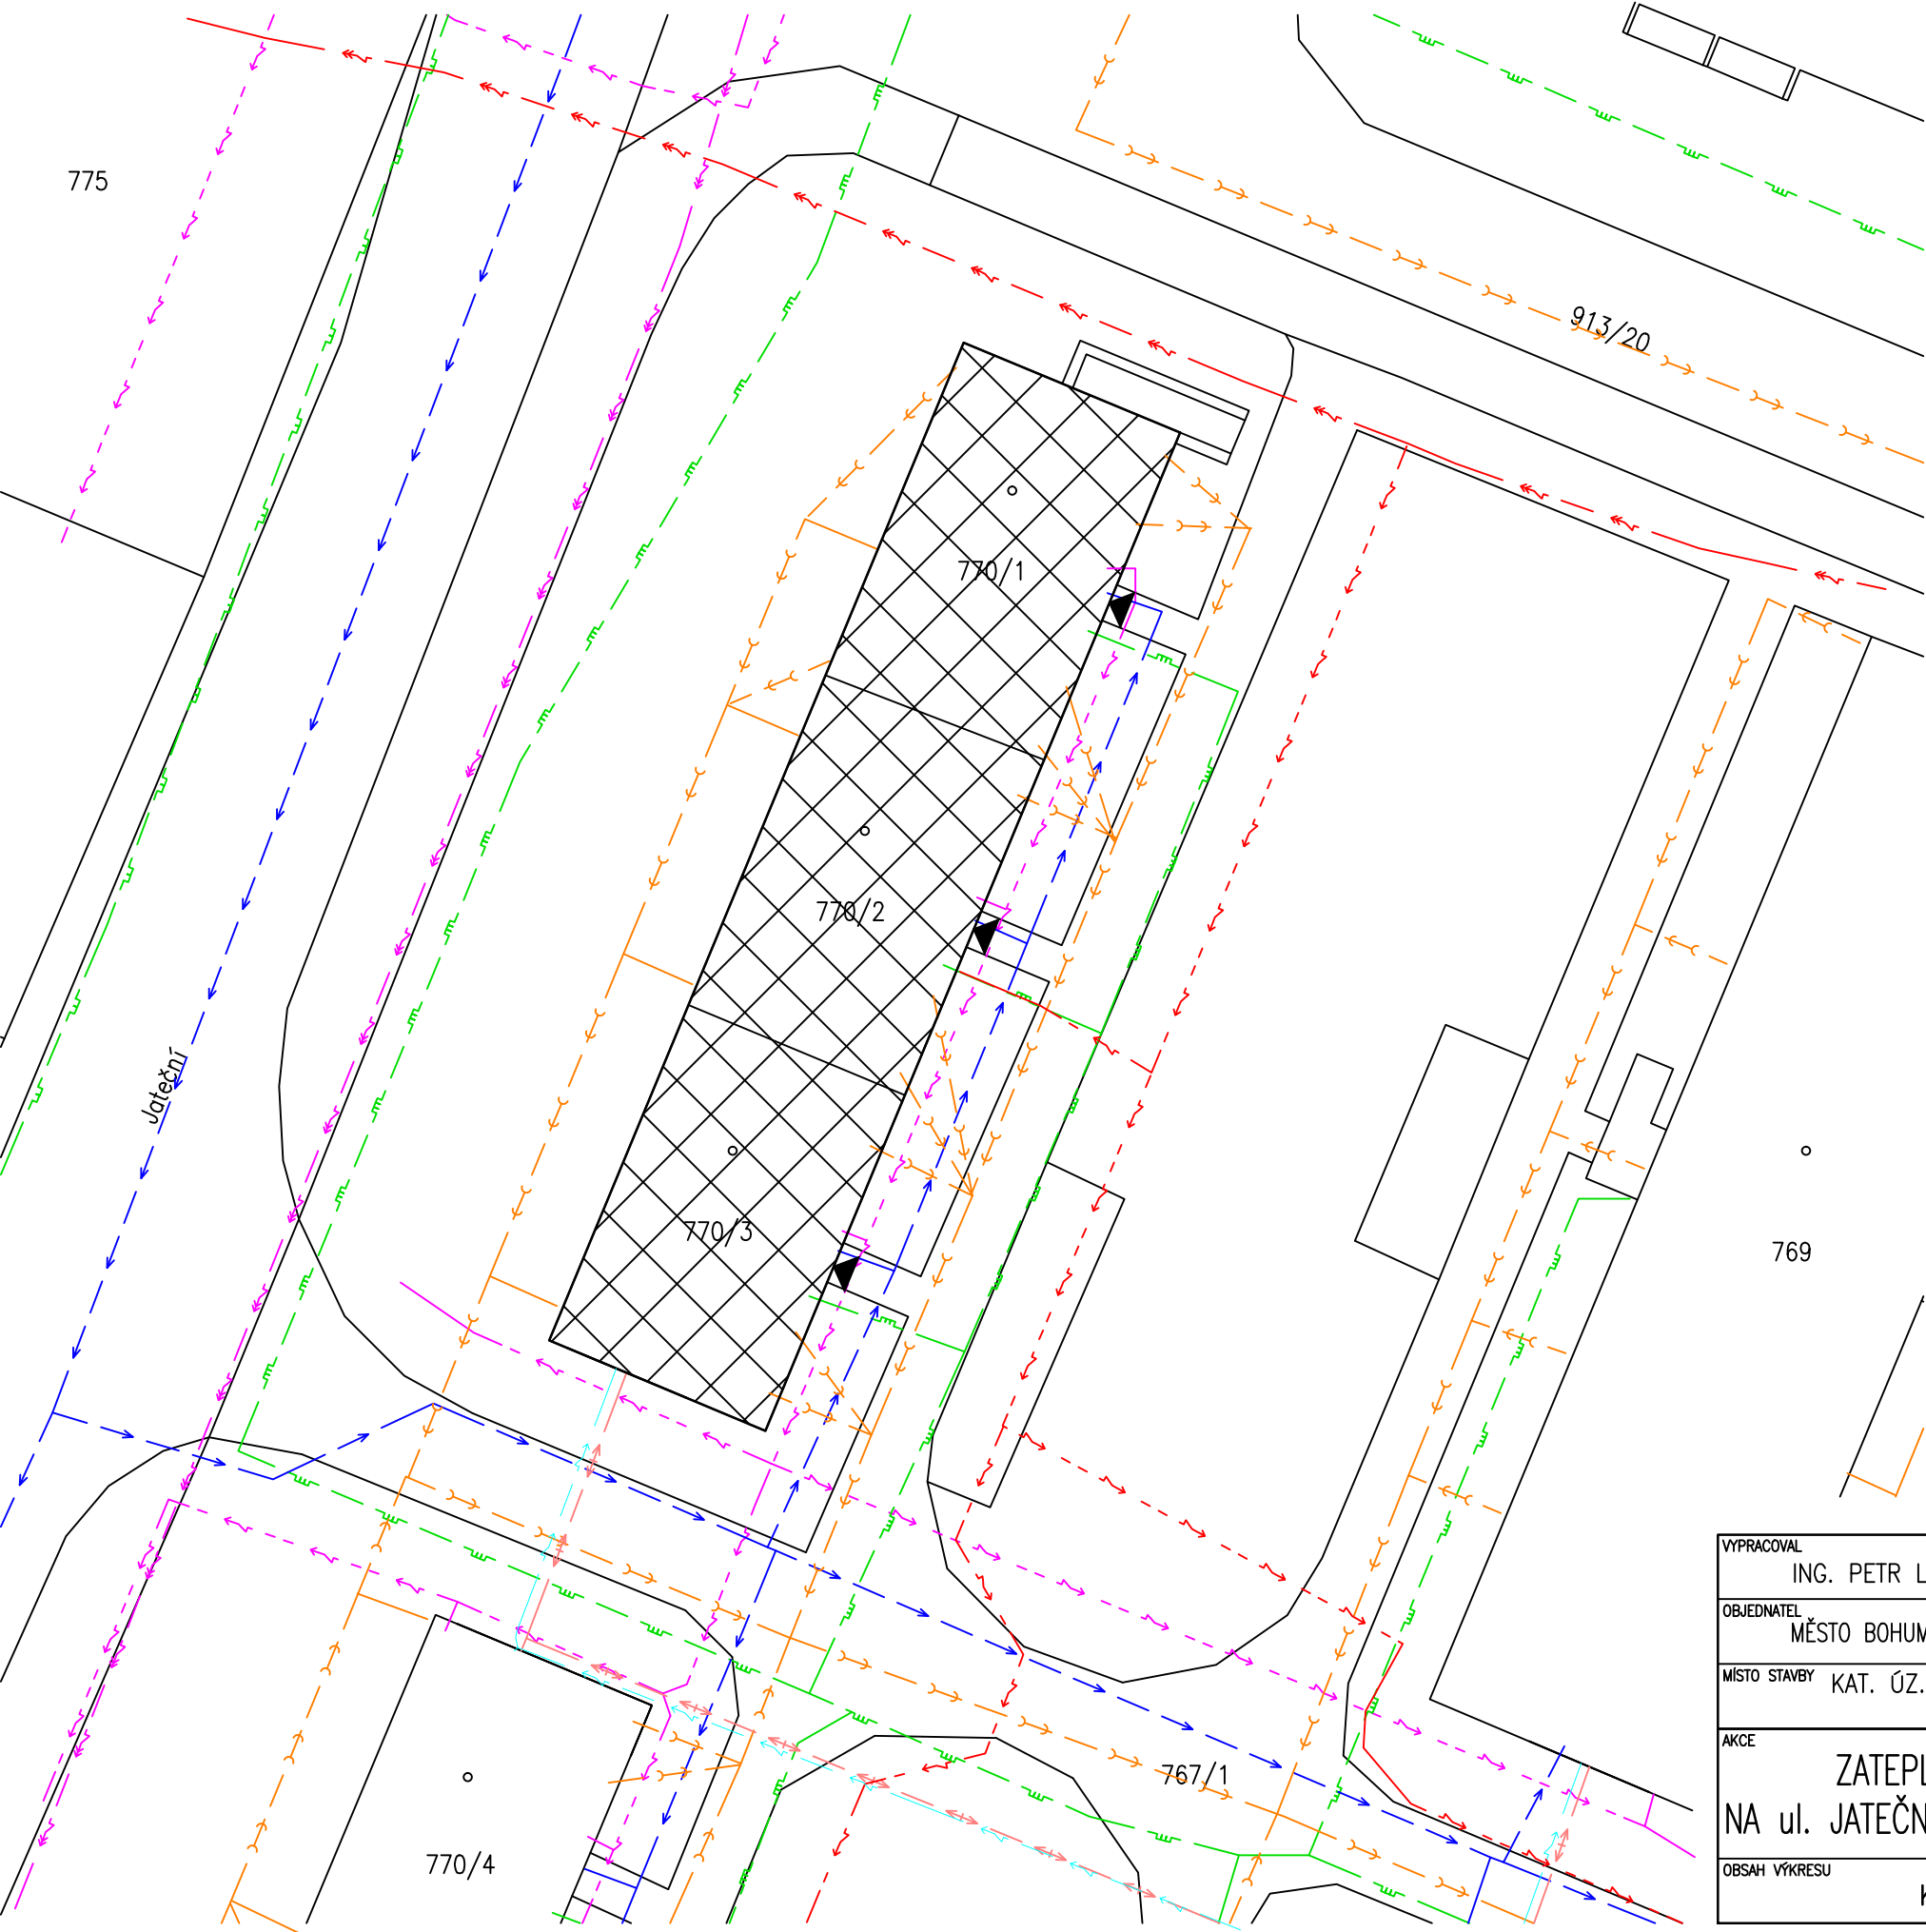 775
913/20
770/1
770/2
Jateční
770/3
769
767/1
770/4
VYPRACOVAL
ING. PETR L
OBJEDNATEL
MĚSTO BOHUM
MÍSTO STAVBY KAT. ÚZ.
AKCE
ZATEPL
NA ul. JATEČN
OBSAH VÝKRESU
K